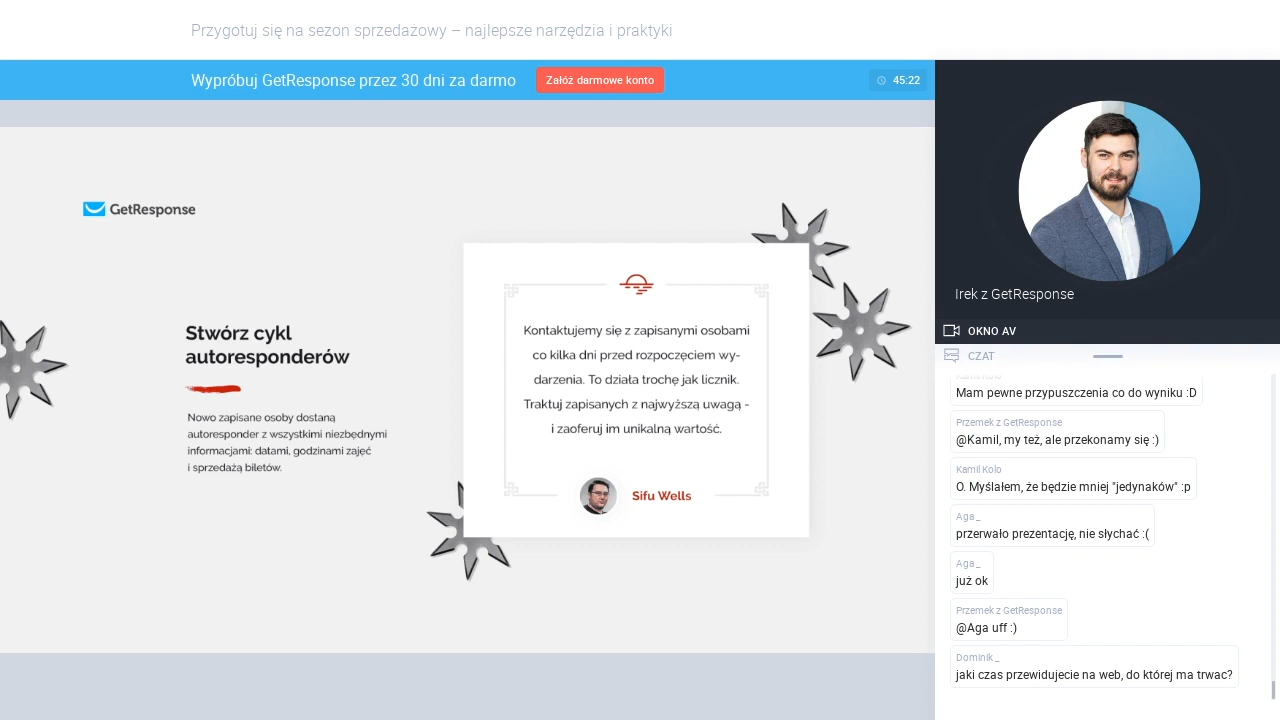 Przygotuj się na sezon sprzedażowy – najlepsze narzędzia i praktyki
Wypróbuj GetResponse przez 30 dni za darmo
Załóż darmowe konto
45:22
GetResponse
Stwórz cykl
autoresponderów
Nowo zapisane osoby dostaną
autoresponder z wszystkimi niezbędnymi
informacjami: datami, godzinami zajęć
i sprzedażą biletów.
Kontaktujemy się z zapisanymi osobami
co kilka dni przed rozpoczęciem wy-
darzenia. To działa trochę jak licznik.
Traktuj zapisanych z najwyższą uwagą -
i zaoferuj im unikalną wartość.
Sifu Wells
Irek z GetResponse
OKNO AV
CZAT
Mam pewne przypuszczenia co do wyniku :D
Przemek z GetResponse
@Kamil, my też, ale przekonamy się :)
Kamil Kolo
O. Myślałem, że będzie mniej "jedynaków" :p
Aga _
przerwało prezentację, nie słychać :(
Aga _
już ok
Przemek z GetResponse
@Aga uff :)
Dominik _
jaki czas przewidujecie na web, do której ma trwac?